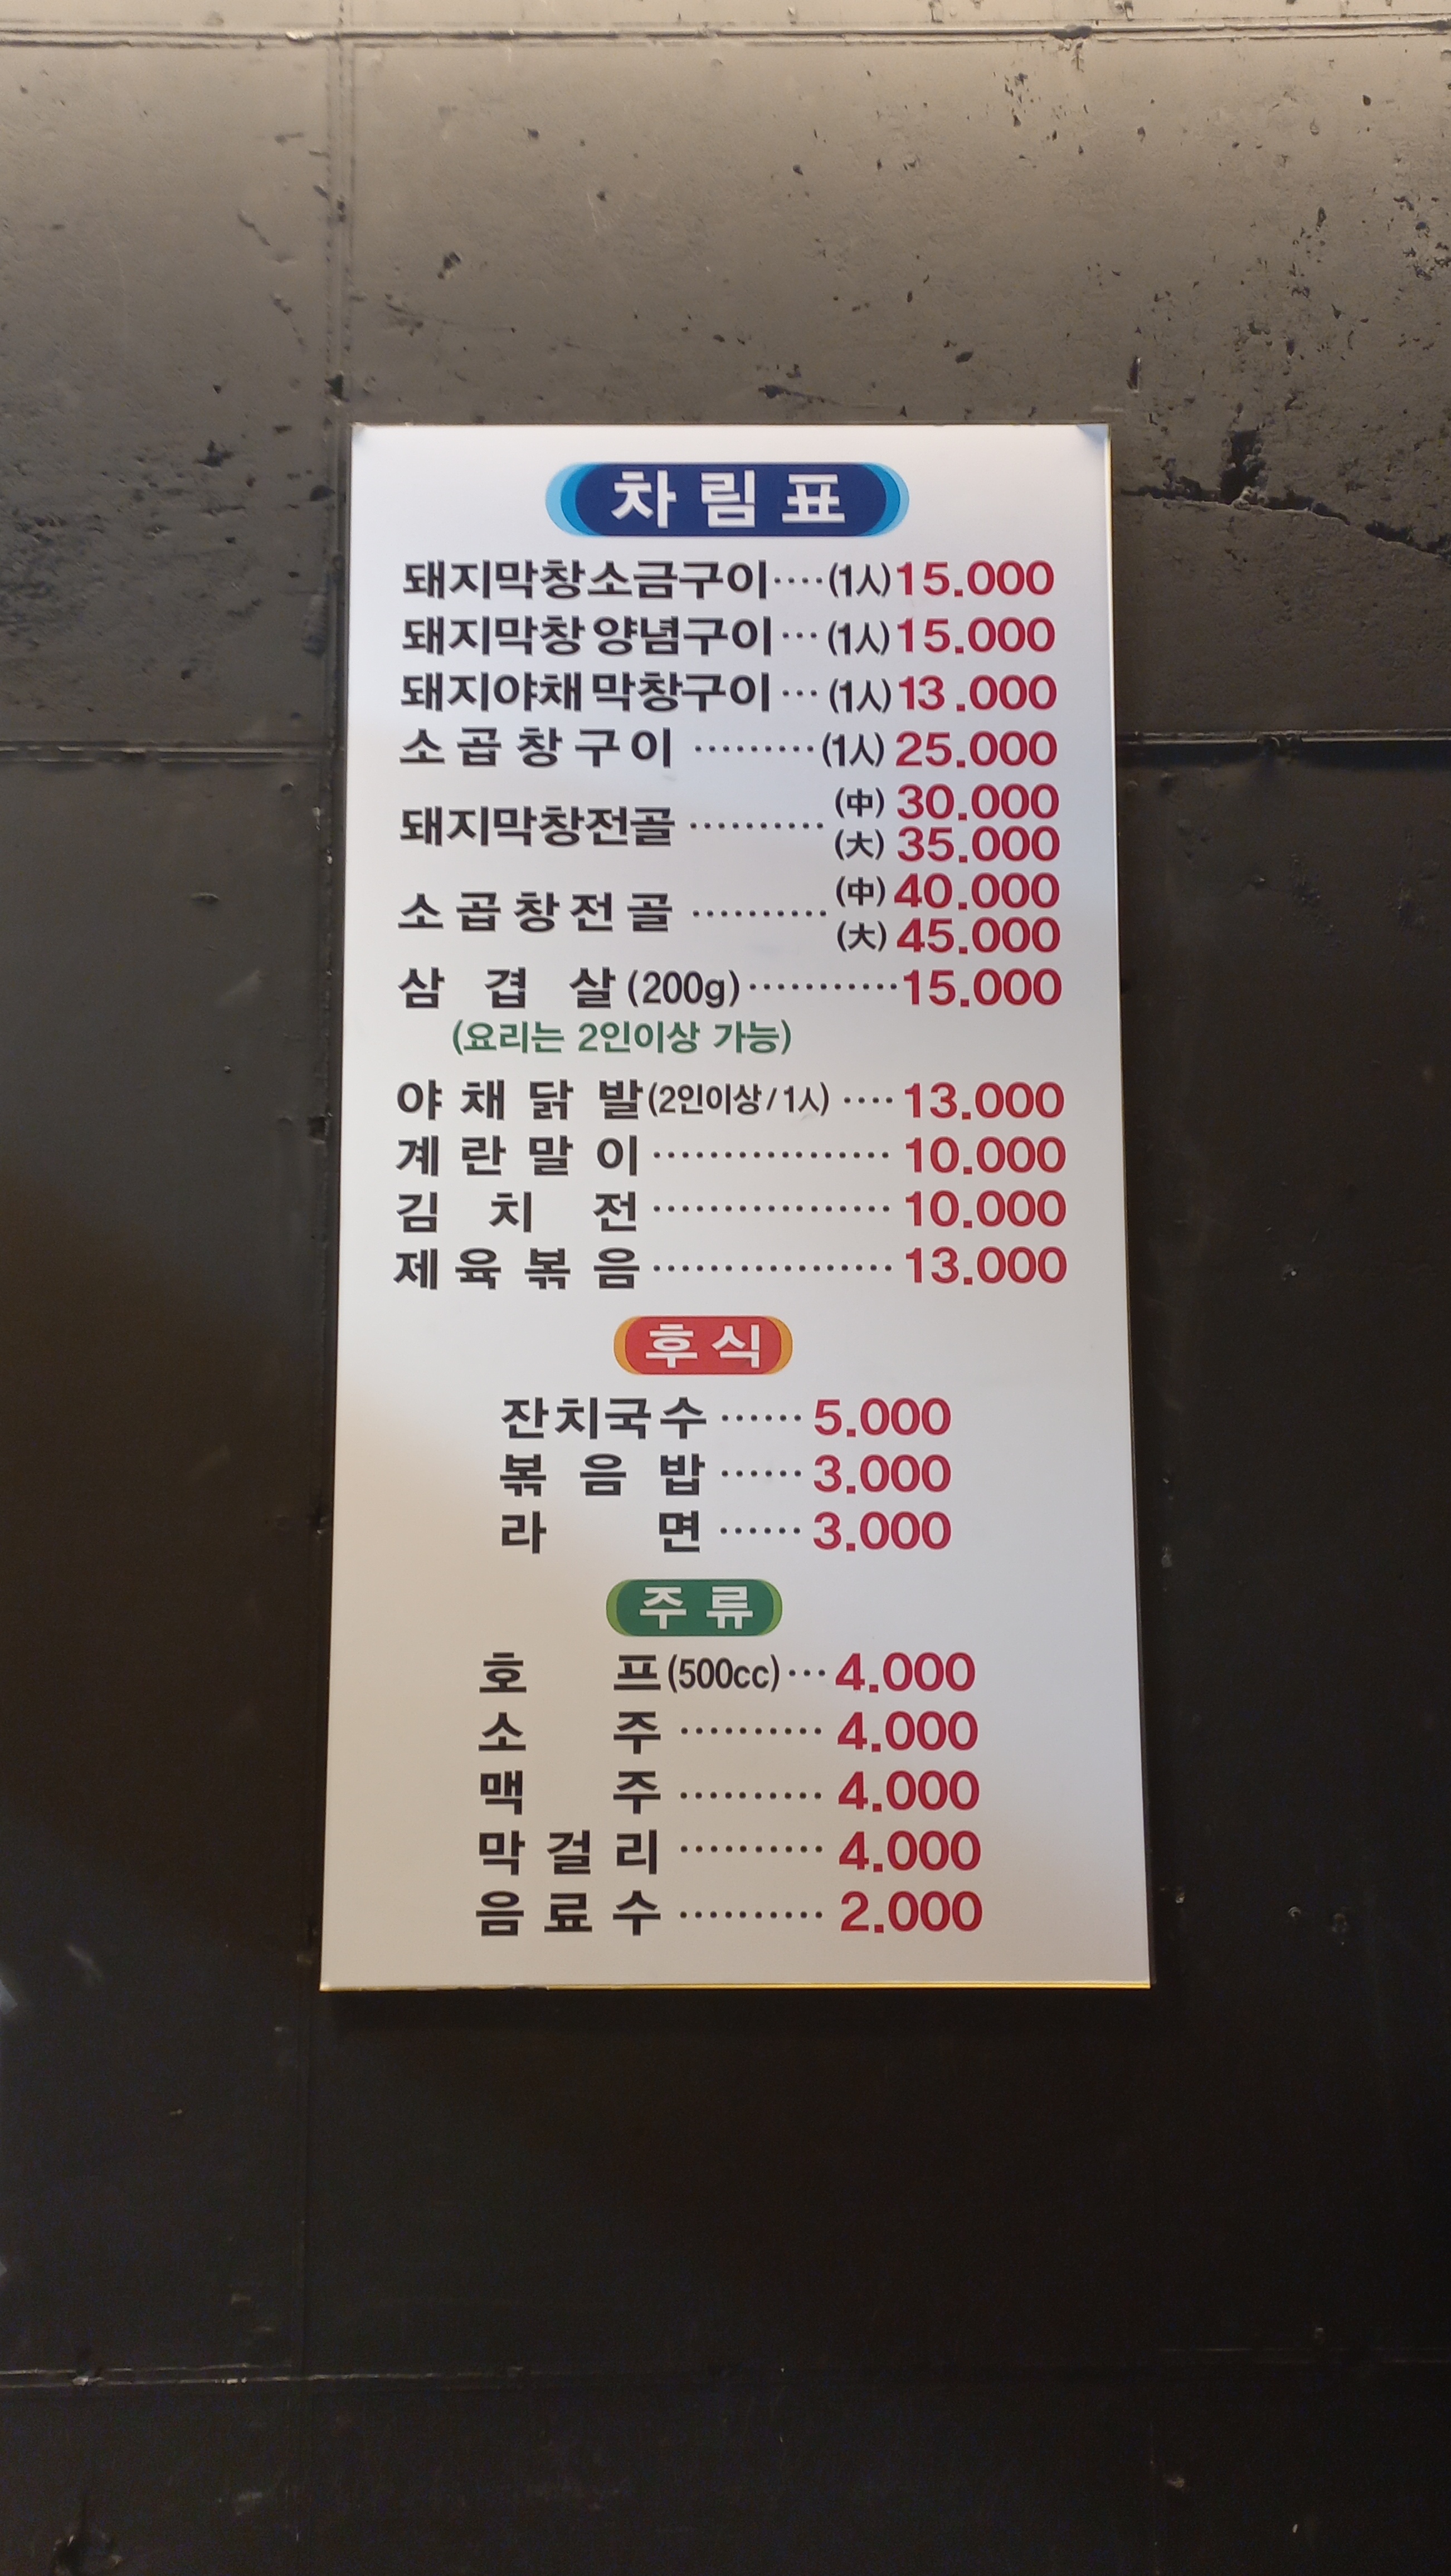 차림표
돼지막창소금구이····(1人)15.000
돼지막창양념구이···(1人)15.000
돼지야채막창구이···(1人)13.000
소곱창구이·········(1人)25.000
돼지막창전골··········(中)30.000
(大)35.000
소곱창전골··········(中)40.000
(大)45.000
삼겹살(200g)···········15.000
(요리는 2인이상 가능)
야채닭발(2인이상/1人)····13.000
계란말이·················10.000
김치전·················10.000
제육볶음·················13.000
후식
잔치국수······5.000
볶음밥······3.000
라면······3.000
주류
호프(500cc)···4.000
소주··········4.000
맥주··········4.000
막걸리··········4.000
음료수··········2.000